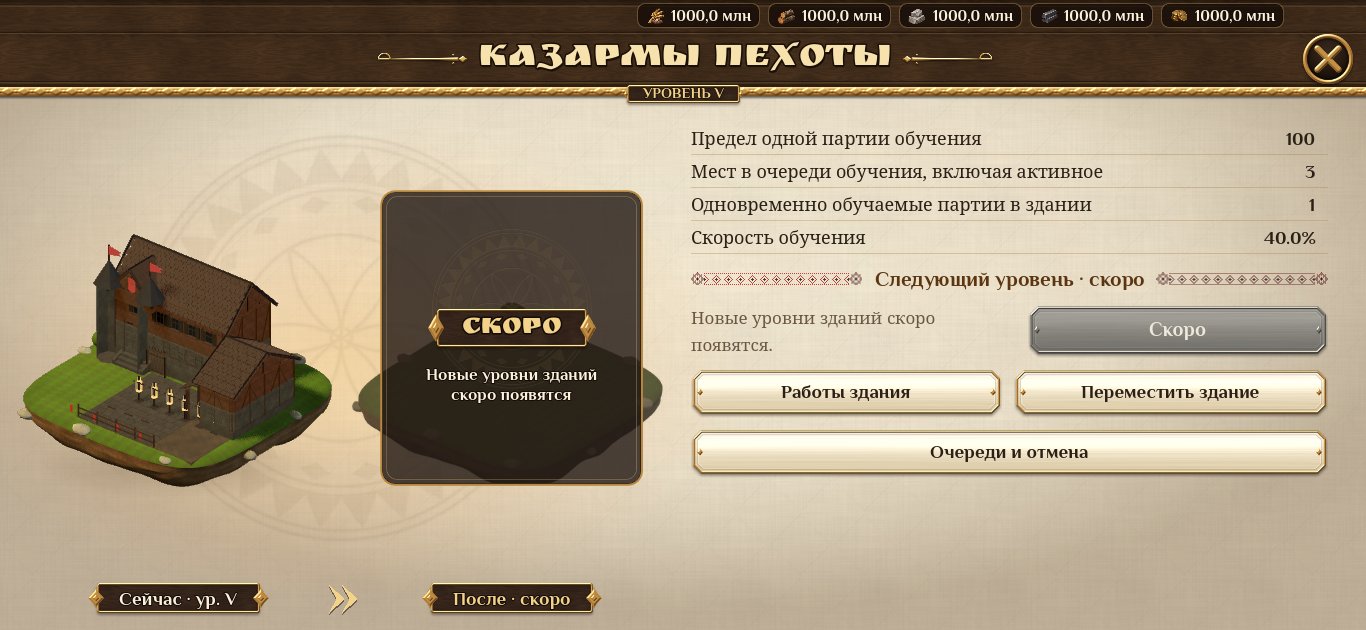 1000,0 млн 1000,0 млн 1000,0 млн 1000,0 млн 1000,0 млн
КАЗАРМЫ ПЕХОТЫ
УРОВЕНЬ V
Предел одной партии обучения 100
Мест в очереди обучения, включая активное 3
Одновременно обучаемые партии в здании 1
Скорость обучения 40.0%
Следующий уровень · скоро
Новые уровни зданий скоро
появятся.
Скоро
Работы здания
Переместить здание
Очереди и отмена
СКОРО
Новые уровни зданий
скоро появятся
Сейчас · ур. V
После · скоро